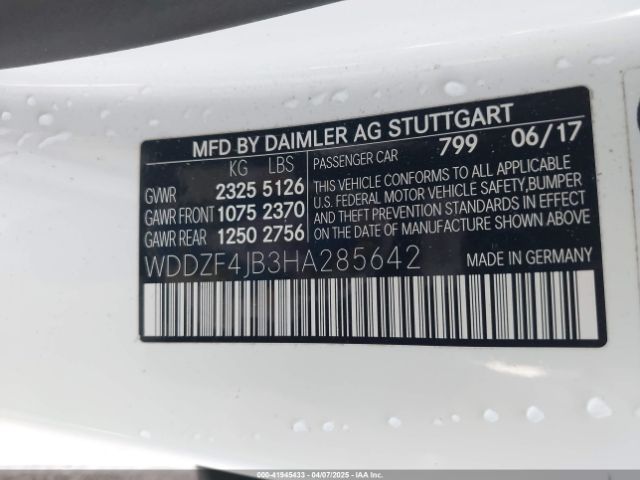 MFD BY DAIMLER AG STUTTGART
KG LBS
GVWR 2325 5126
GAWR FRONT 1075 2370
GAWR REAR 1250 2756
PASSENGER CAR 799 06/17
THIS VEHICLE CONFORMS TO ALL APPLICABLE
U.S. FEDERAL MOTOR VEHICLE SAFETY, BUMPER
AND THEFT PREVENTION STANDARDS IN EFFECT
ON THE DATE OF MANUFACTURE SHOWN ABOVE
WDDZF4JB3HA285642
MADE IN GERMANY
000-41945433 - 04/07/2025 - IAA, Inc.